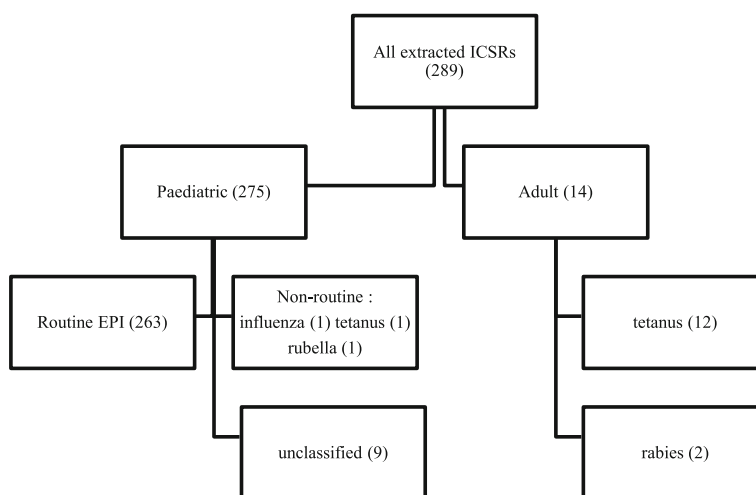 All extracted ICSRs
(289)
Paediatric (275)
Adult (14)
Routine EPI (263)
Non-routine :
influenza (1) tetanus (1)
rubella (1)
tetanus (12)
unclassified (9)
rabies (2)